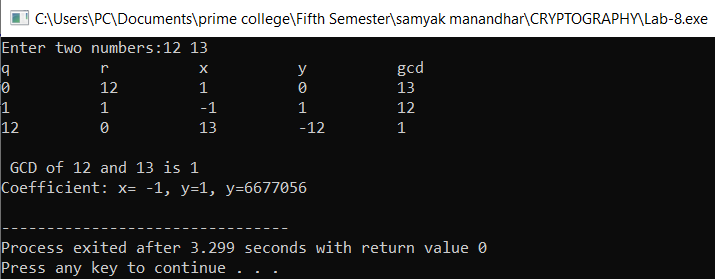 C:\Users\PC\Documents\prime college\Fifth Semester\samyak manandhar\CRYPTOGRAPHY\Lab-8.exe
Enter two numbers:12 13
q r x y gcd
0 12 1 0 13
1 1 -1 1 12
12 0 13 -12 1
GCD of 12 and 13 is 1
Coefficient: x= -1, y=1, y=6677056
--------------------------------
Process exited after 3.299 seconds with return value 0
Press any key to continue . . .